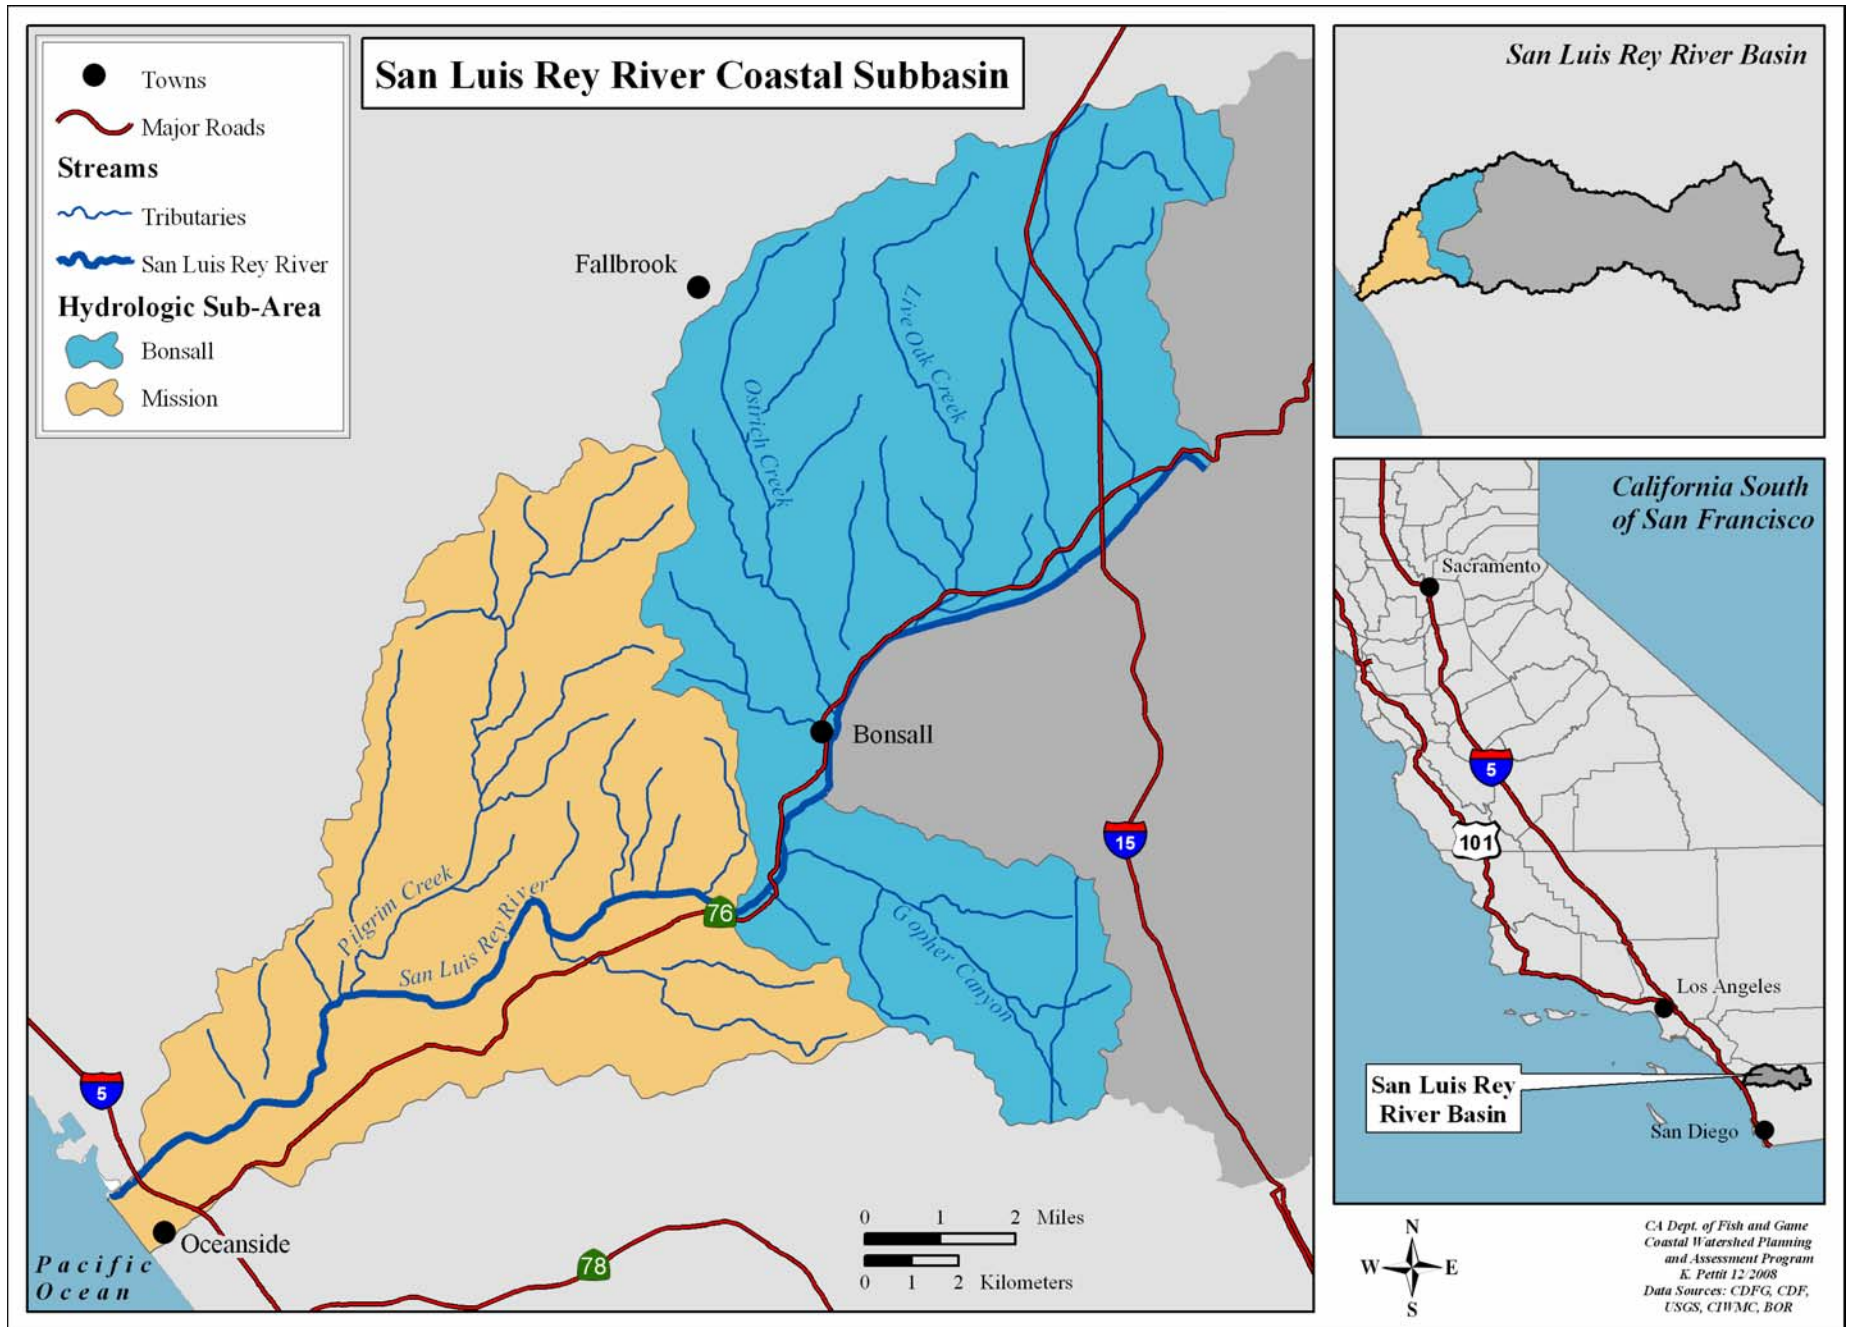 San Luis Rey River Coastal Subbasin
Towns
Major Roads
Streams
Tributaries
San Luis Rey River
Hydrologic Sub-Area
Bonsall
Mission
Fallbrook
Live Oak Creek
Ostrich Creek
Bonsall
15
Pilgrim Creek
San Luis Rey River
76
Gopher Canyon
5
Oceanside
Pacific
Ocean
78
0 1 2 Miles
0 1 2 Kilometers
San Luis Rey River Basin
California South
of San Francisco
Sacramento
5
101
Los Angeles
San Luis Rey
River Basin
San Diego
N
W E
S
CA Dept. of Fish and Game
Coastal Watershed Planning
and Assessment Program
K. Pettit 12/2008
Data Sources: CDFG, CDF,
USGS, CIWMC, BOR